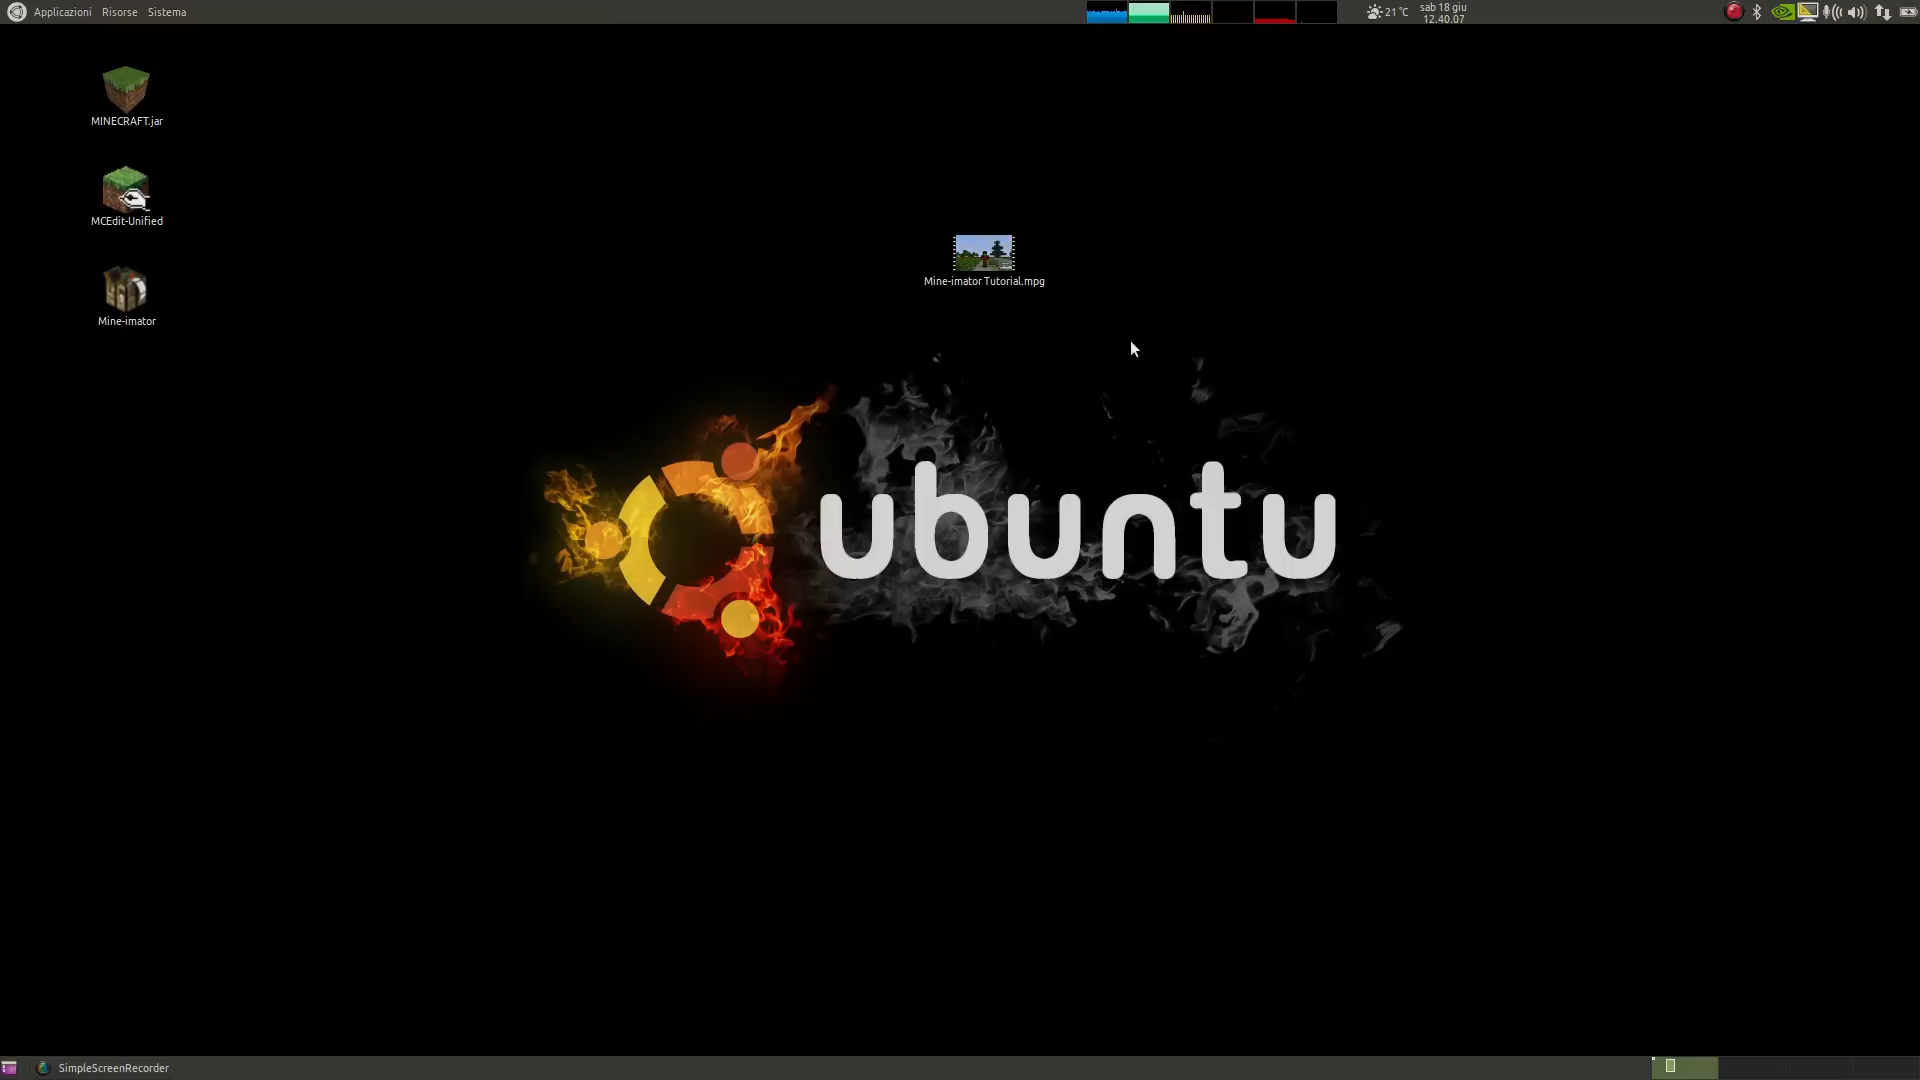 Applicazioni Risorse Sistema
21 °C
sab 18 giu
12.40.07
MINECRAFT.jar
MCEdit-Unified
Mine-imator
Mine-imator Tutorial.mpg
ubuntu
SimpleScreenRecorder